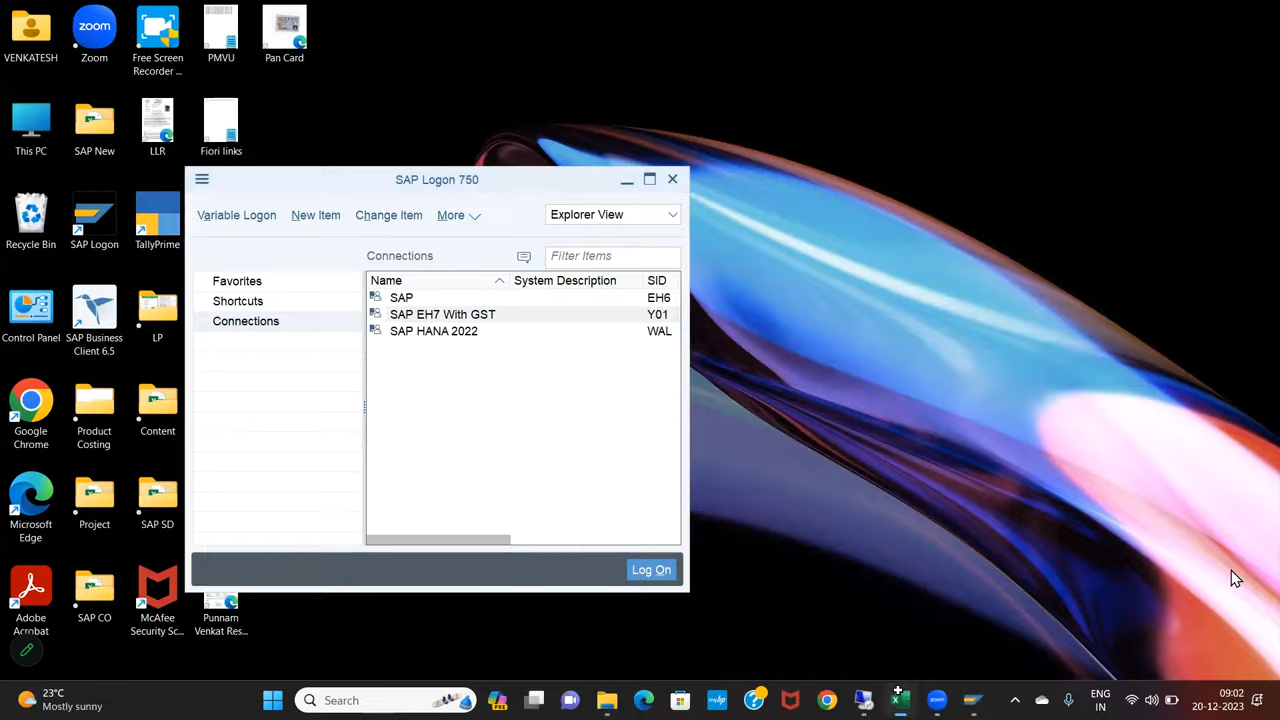 VENKATESH
Zoom
zoom
Free Screen
Recorder ...
PMVU
Pan Card
This PC
SAP New
LLR
Fiori links
Recycle Bin
SAP Logon
TallyPrime
Control Panel
SAP Business
Client 6.5
LP
Google
Chrome
Product
Costing
Content
Microsoft
Edge
Project
SAP SD
Adobe
Acrobat
SAP CO
McAfee
Security Sc...
Punnam
Venkat Res...
SAP Logon 750
Variable Logon New Item Change Item More
Explorer View
Connections
Filter Items
Favorites
Shortcuts
Connections
Name System Description SID
SAP EH6
SAP EH7 With GST Y01
SAP HANA 2022 WAL
Log On
23°C
Mostly sunny
Search
ENG
IN
09:02
20-12-2023